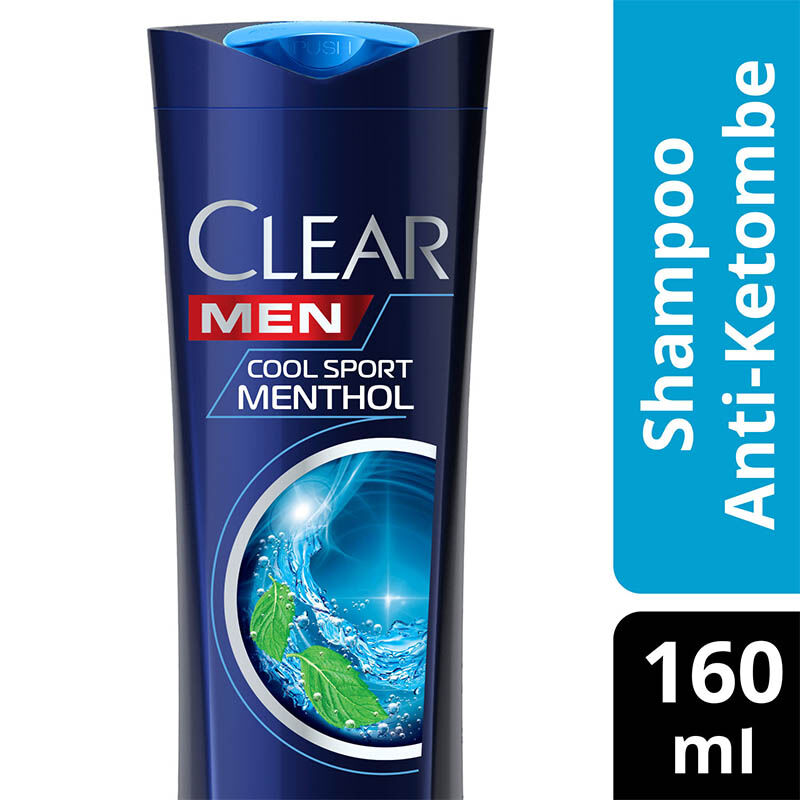 PUSH
CLEAR
MEN
COOL SPORT
MENTHOL
Shampoo
Anti-Ketombe
160
ml